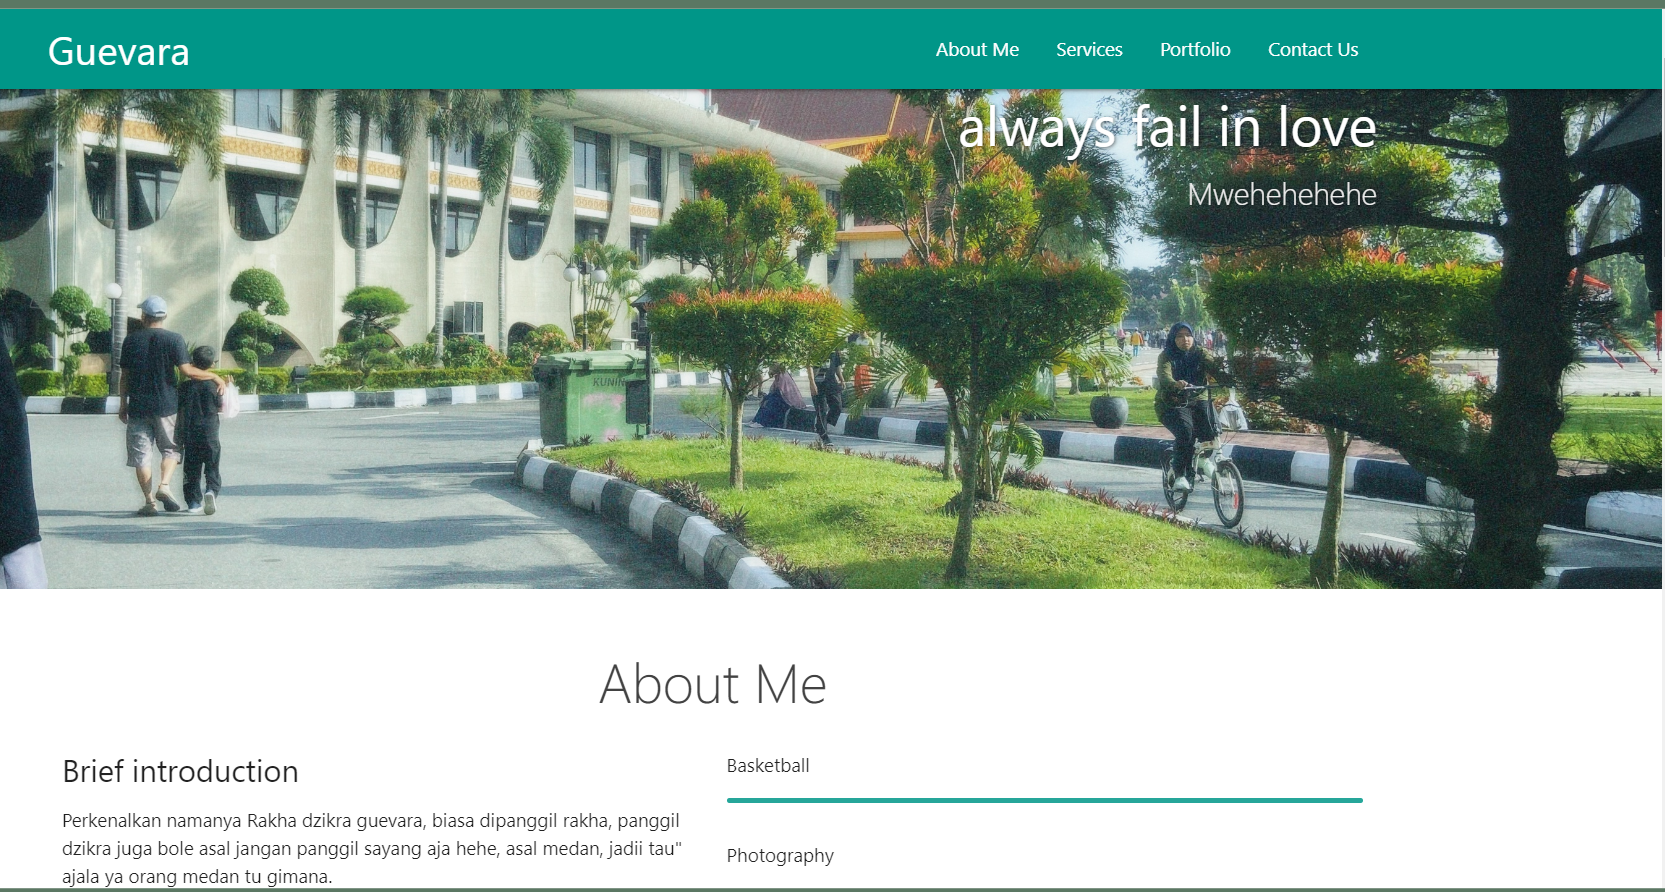 Guevara
About Me
Services
Portfolio
Contact Us
always fail in love
Mwehehehehe
KUNIN
About Me
Brief introduction
Perkenalkan namanya Rakha dzikra guevara, biasa dipanggil rakha, panggil
dzikra juga bole asal jangan panggil sayang aja hehe, asal medan, jadii tau"
ajala ya orang medan tu gimana.
Basketball
Photography